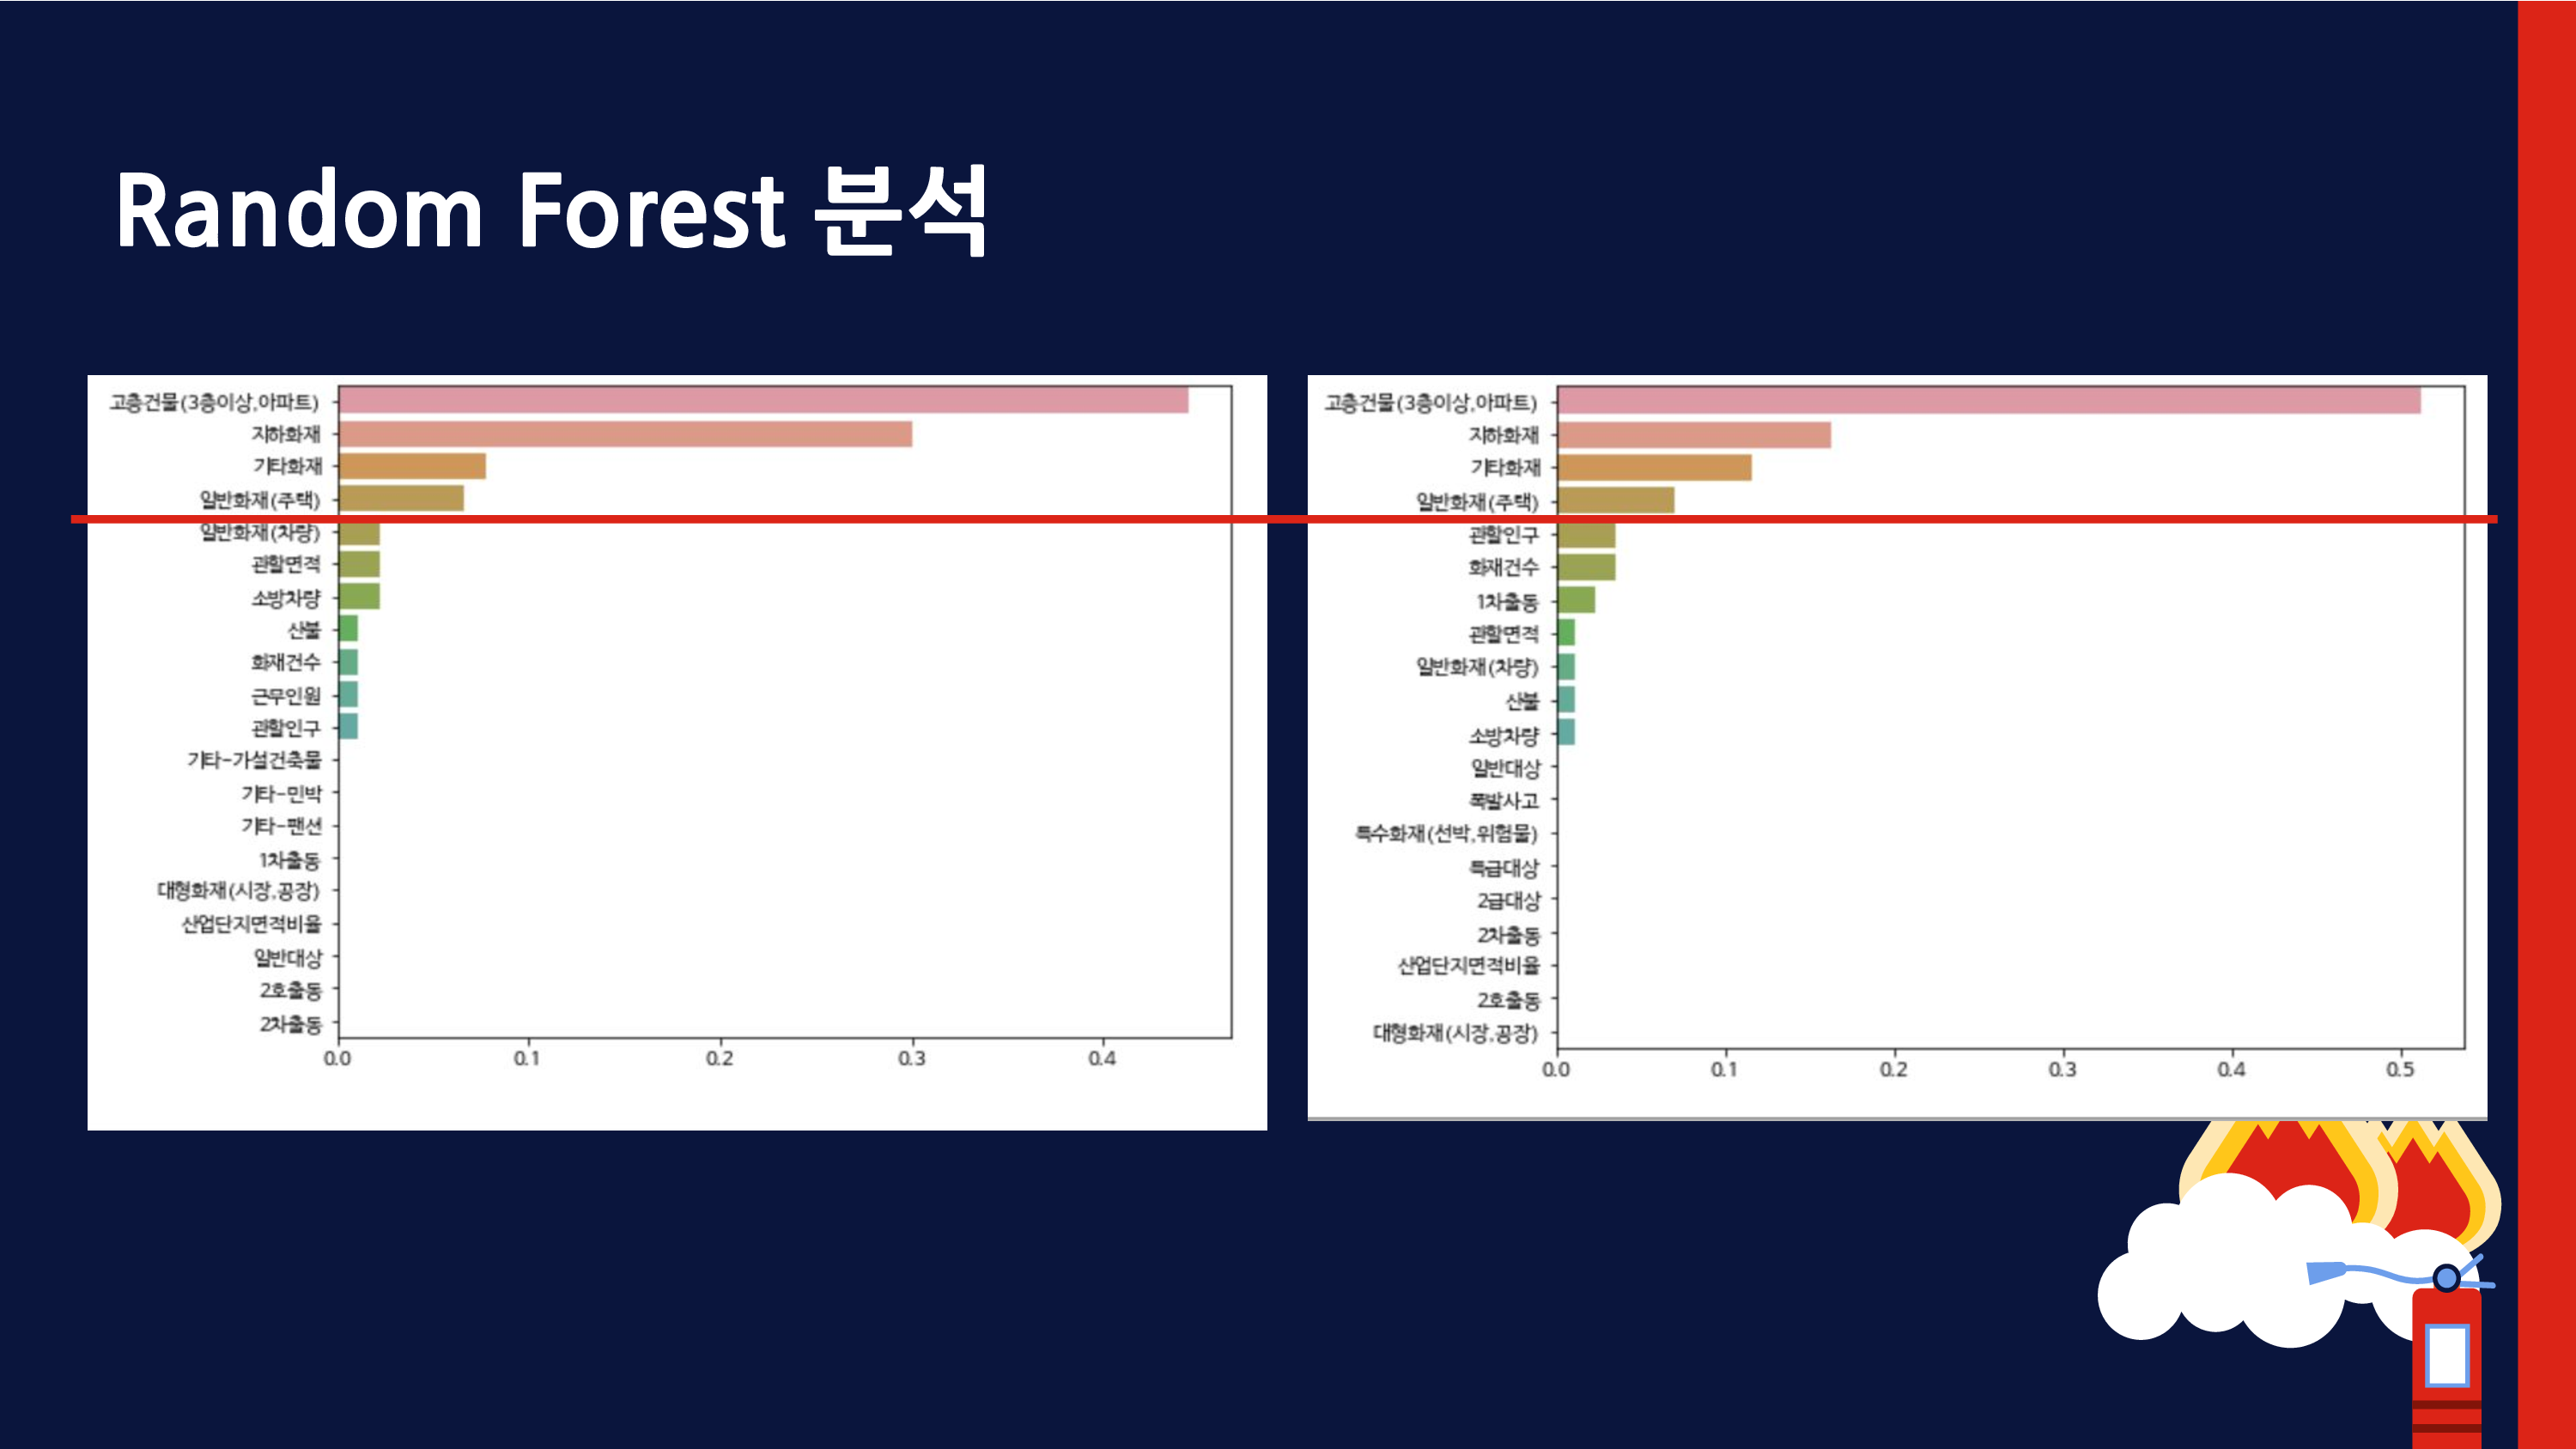 Random Forest 분석
고층건물(3층이상,아파트)
지하화재
기타화재
일반화재(주택)
일반화재(차량)
관할면적
소방차량
산불
화재건수
근무인원
관할인구
기타-가설건축물
기타-민박
기타-팬션
1차출동
대형화재(시장,공장)
산업단지면적비율
일반대상
2호출동
2차출동
0.0 0.1 0.2 0.3 0.4
고층건물(3층이상,아파트)
지하화재
기타화재
일반화재(주택)
관할인구
화재건수
1차출동
관할면적
일반화재(차량)
산불
소방차량
일반대상
폭발사고
특수화재(선박,위험물)
특급대상
2급대상
2차출동
산업단지면적비율
2호출동
대형화재(시장,공장)
0.0 0.1 0.2 0.3 0.4 0.5